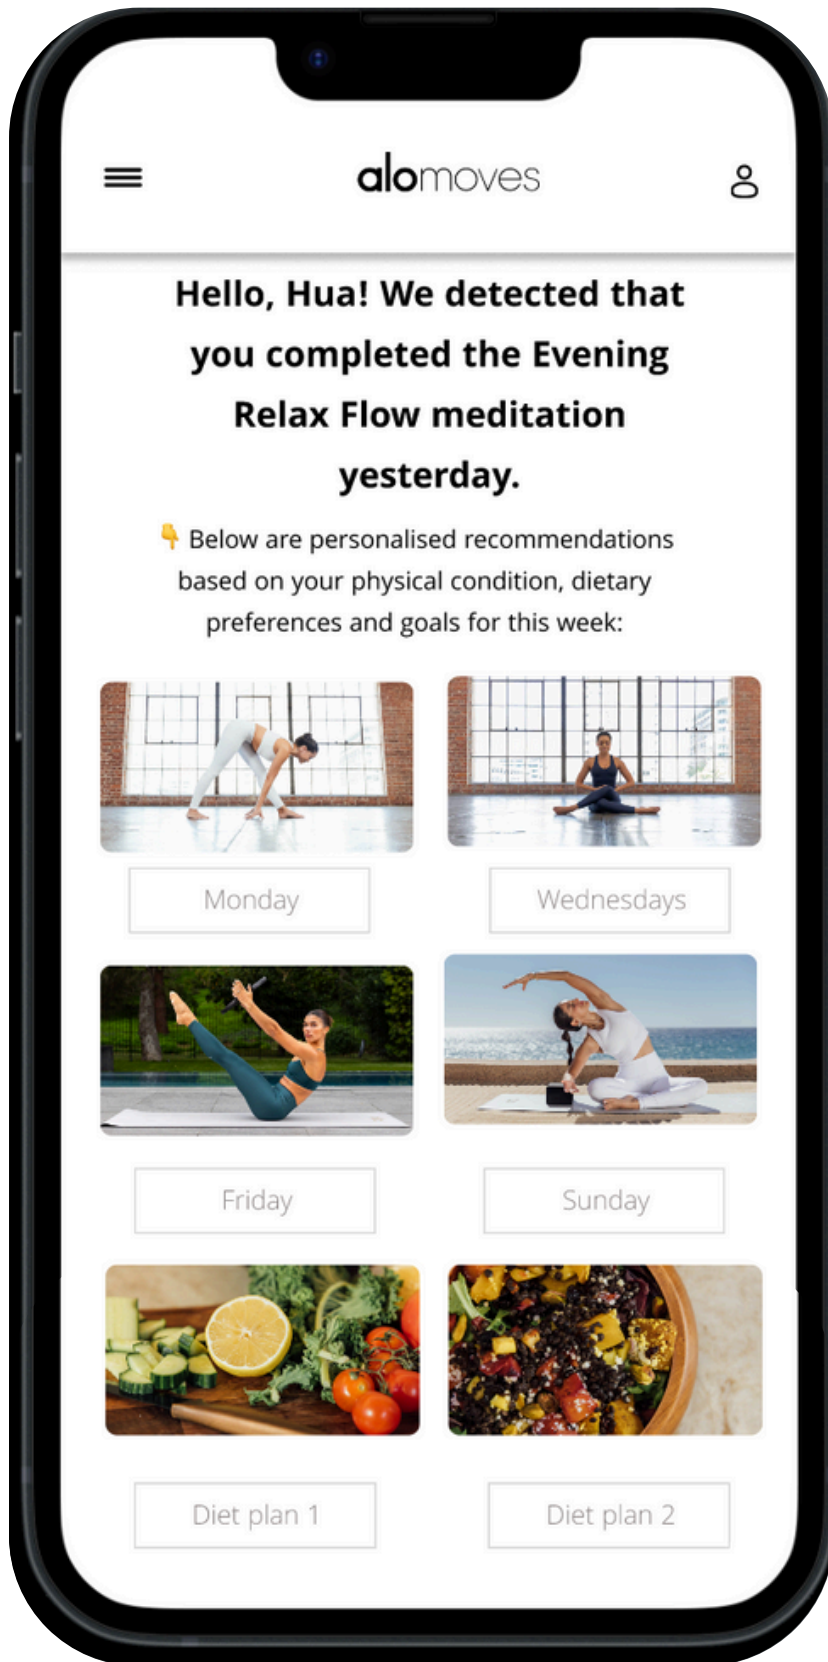 alomoves
Hello, Hua! We detected that
you completed the Evening
Relax Flow meditation
yesterday.
👇 Below are personalised recommendations
based on your physical condition, dietary
preferences and goals for this week:
Monday
Wednesdays
Friday
Sunday
Diet plan 1
Diet plan 2